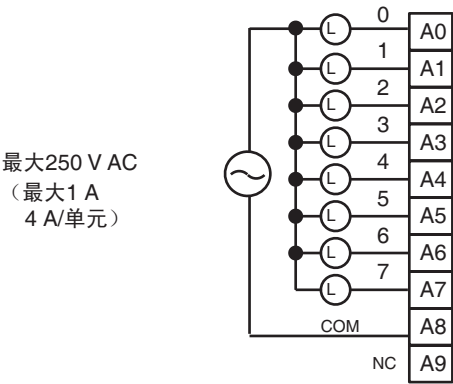 0
L
A0
1
L
A1
2
L
A2
3
L
A3
最大250 V AC
（最大1 A
4 A/单元）
4
L
A4
5
L
A5
6
L
A6
7
L
A7
COM
A8
NC
A9